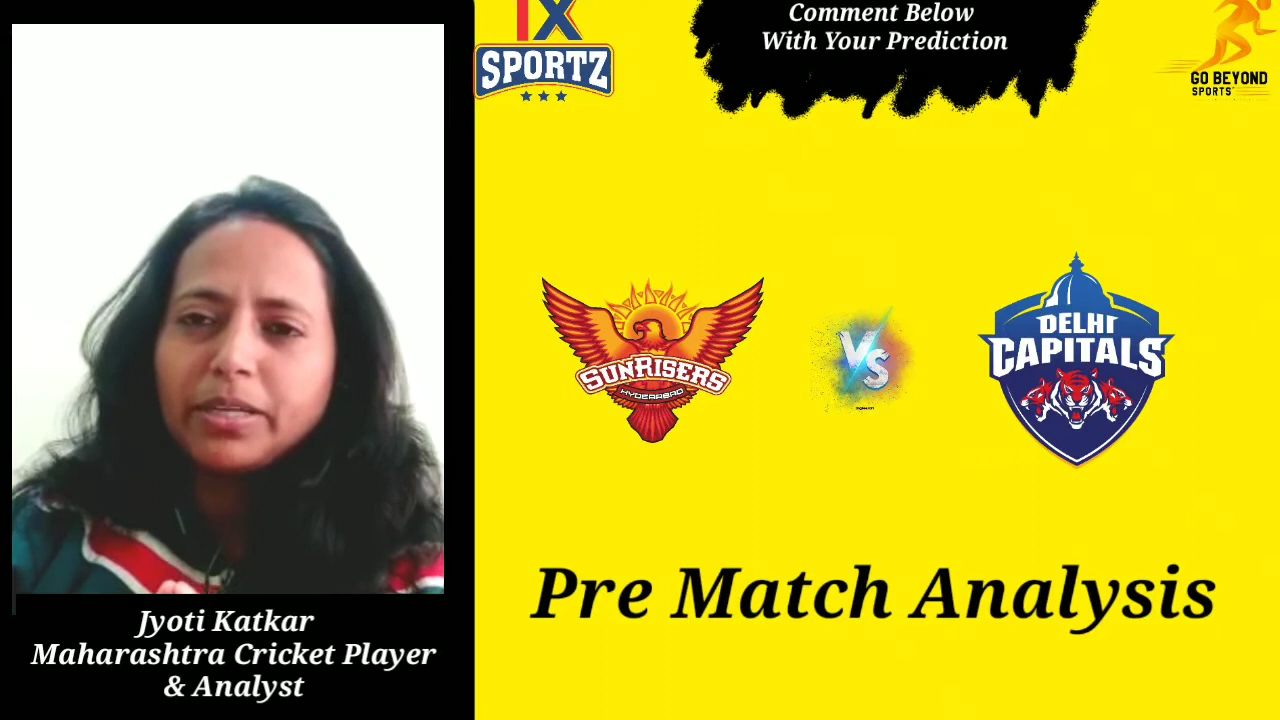 Comment Below
With Your Prediction
SPORTZ
GO BEYOND
SPORTS
SUNRISERS
HYDERABAD
VS
DELHI
CAPITALS
Pre Match Analysis
Jyoti Katkar
Maharashtra Cricket Player
& Analyst